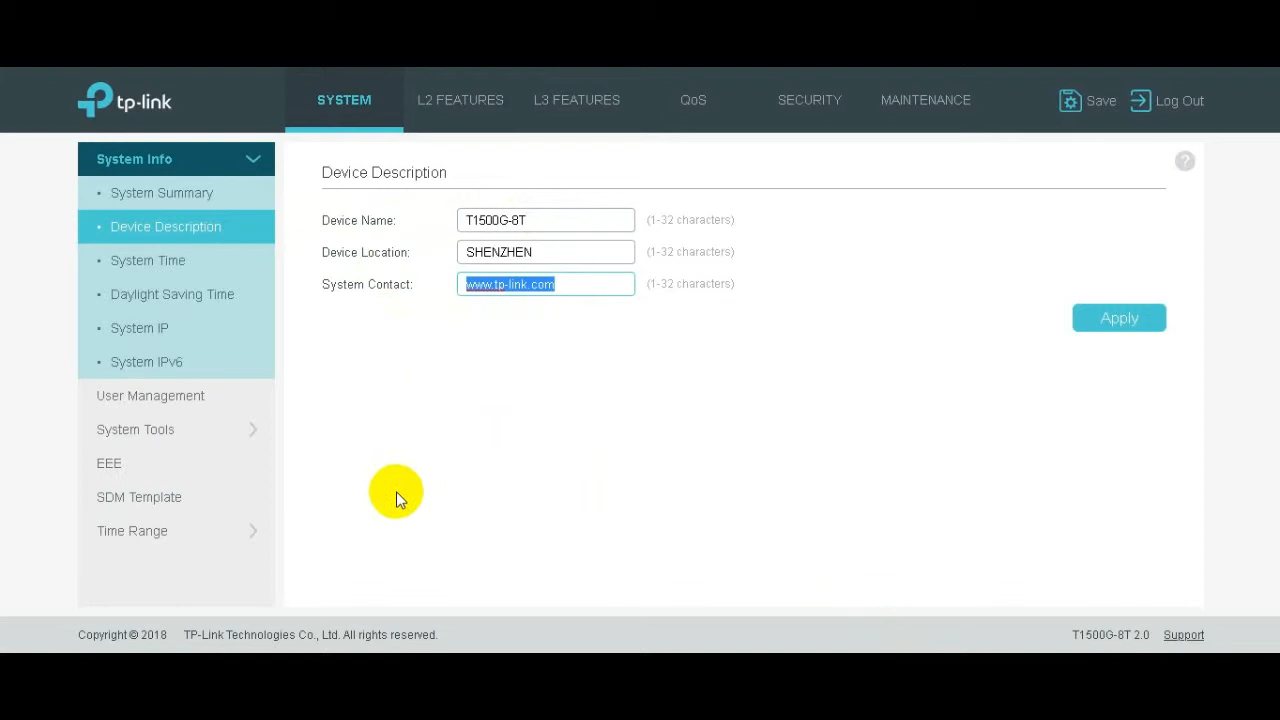 tp-link
SYSTEM
L2 FEATURES
L3 FEATURES
QoS
SECURITY
MAINTENANCE
Save
Log Out
System Info
System Summary
Device Description
System Time
Daylight Saving Time
System IP
System IPv6
User Management
System Tools
EEE
SDM Template
Time Range
Device Description
?
Device Name: T1500G-8T (1-32 characters)
Device Location: SHENZHEN (1-32 characters)
System Contact: www.tp-link.com (1-32 characters)
Apply
Copyright © 2018 TP-Link Technologies Co., Ltd. All rights reserved.
T1500G-8T 2.0 Support